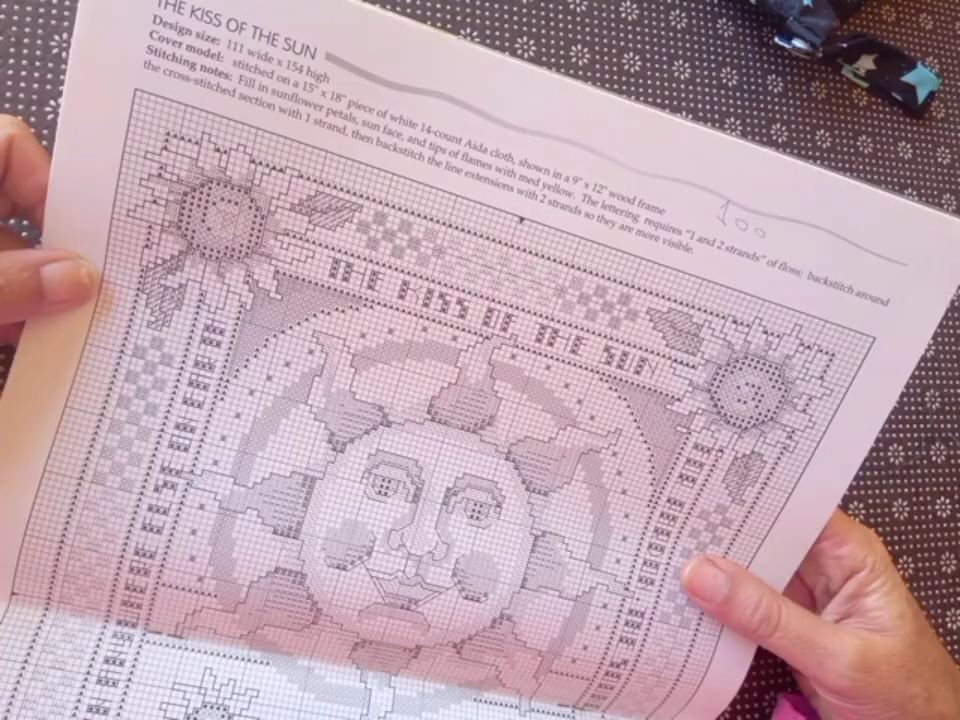 THE KISS OF THE SUN
Design size: 111 wide x 154 high
Cover model: stitched on a 15" x 18" piece of white 14-count Aida cloth, shown in a 9" x 12" wood frame
Stitching notes: Fill in sunflower petals, sun face, and tips of flames with med yellow. The lettering requires "1 and 2 strands" of floss; backstitch around
the cross-stitched section with 1 strand, then backstitch the line extensions with 2 strands so they are more visible.
100
THE KISS OF THE SUN